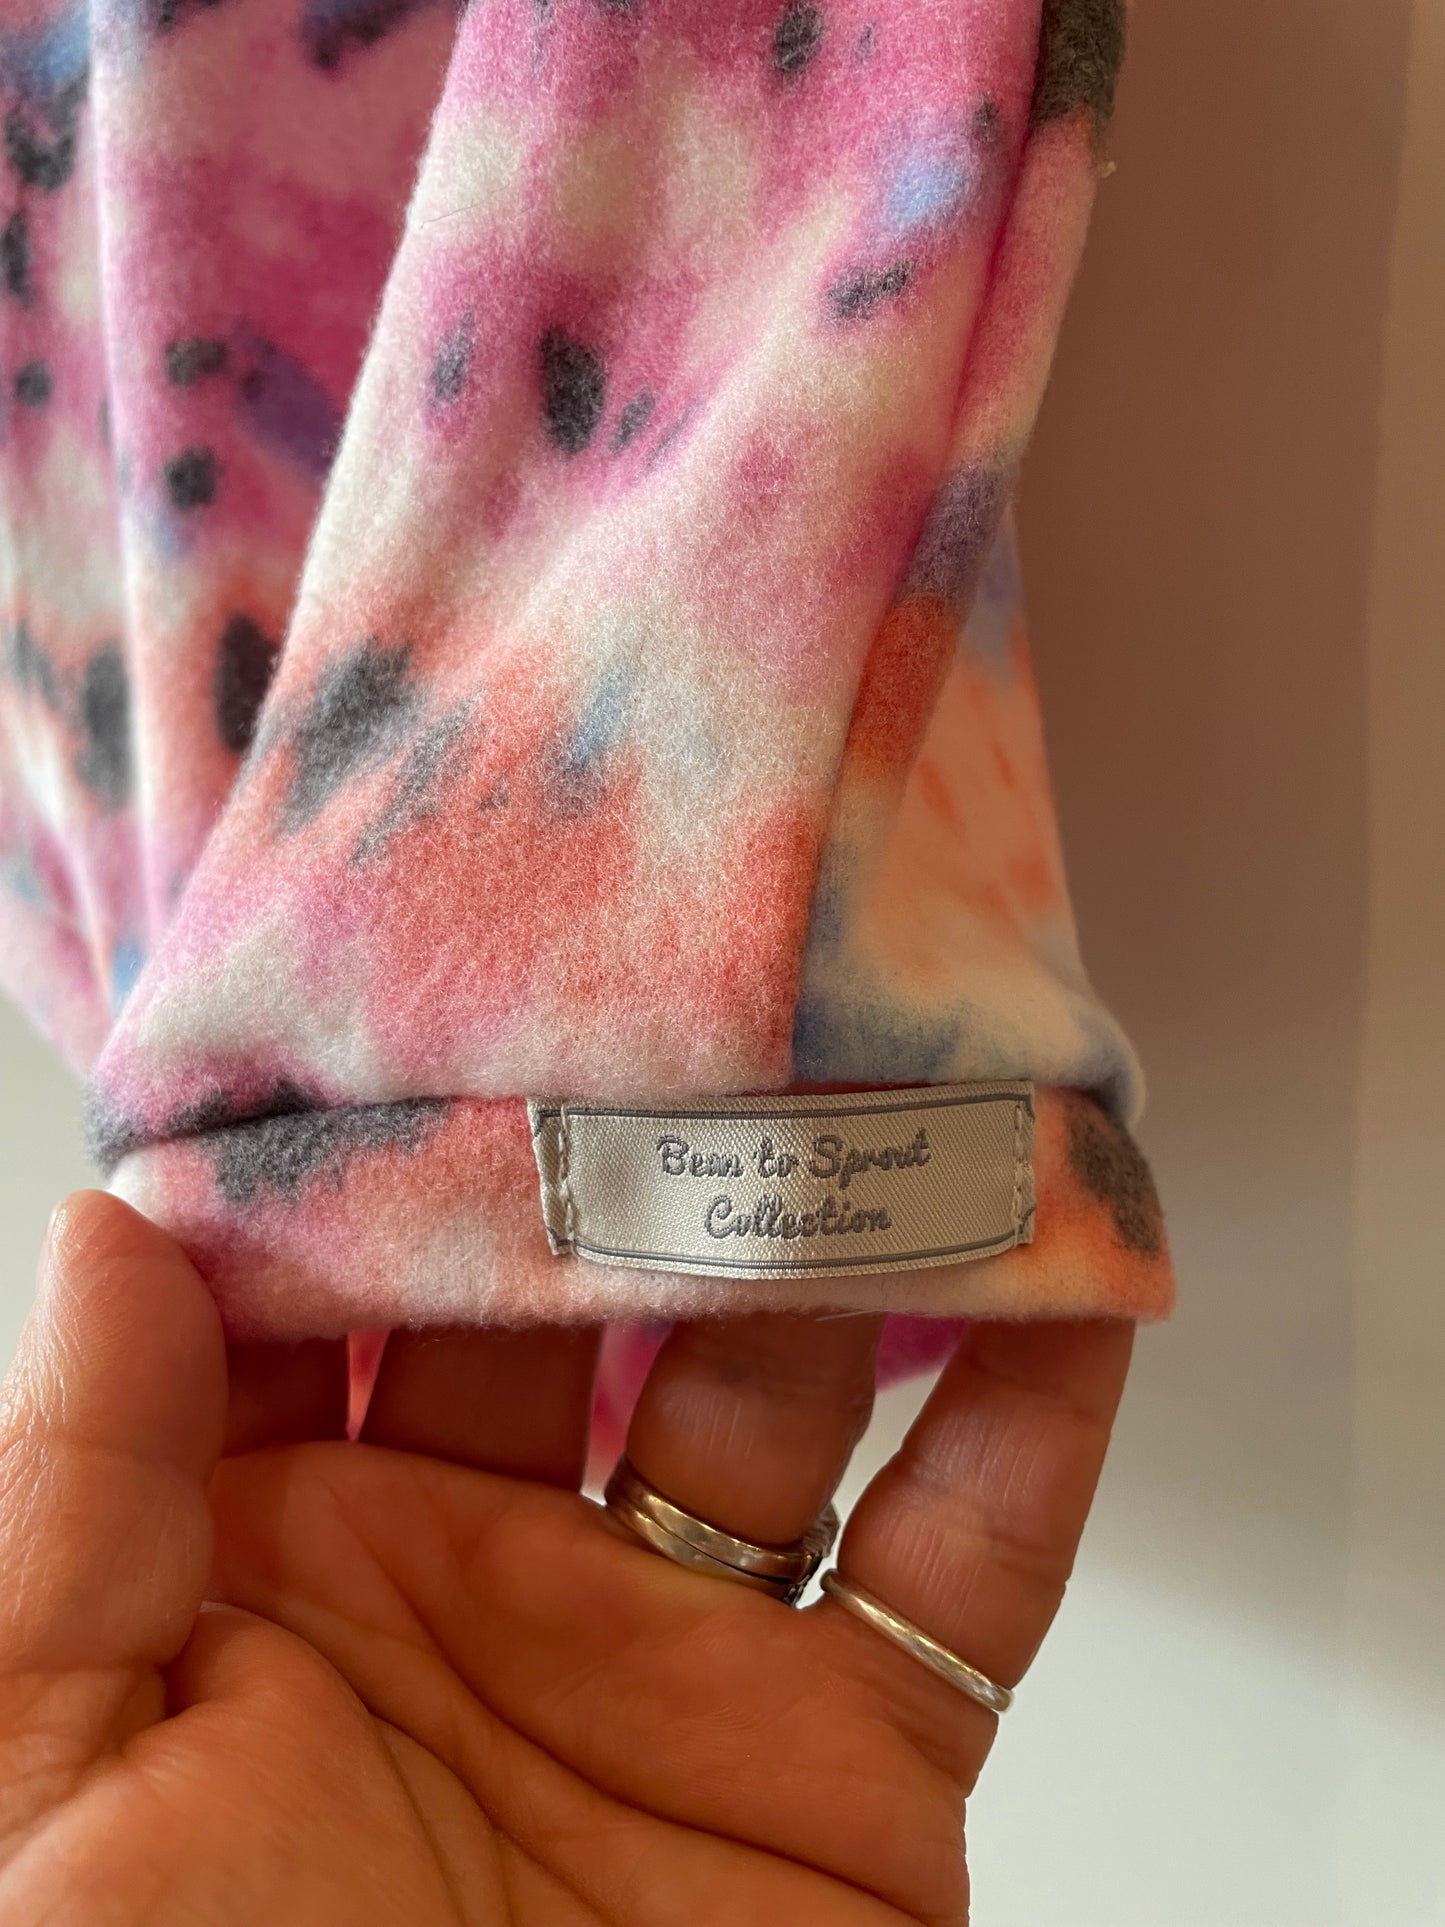 Bean to Sprout
Collection